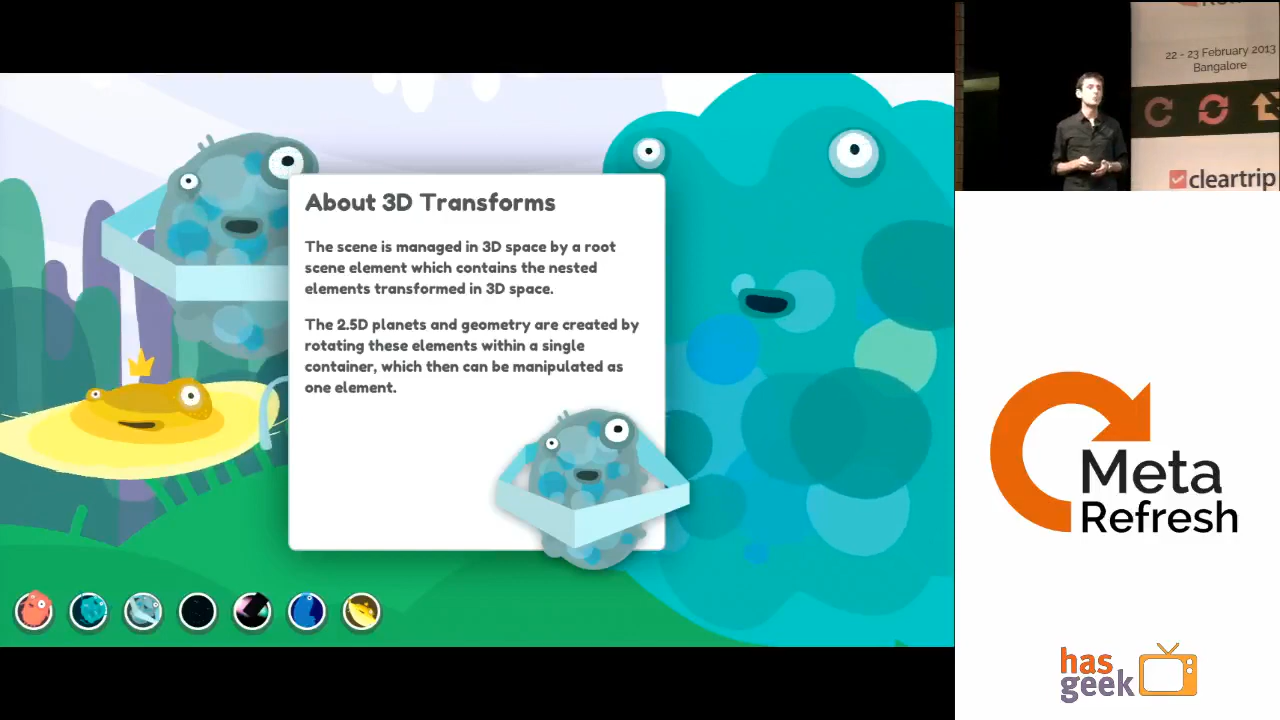 About 3D Transforms
The scene is managed in 3D space by a root
scene element which contains the nested
elements transformed in 3D space.
The 2.5D planets and geometry are created by
rotating these elements within a single
container, which then can be manipulated as
one element.
22 - 23 February 2013
Bangalore
cleartrip
Meta
Refresh
has
geek